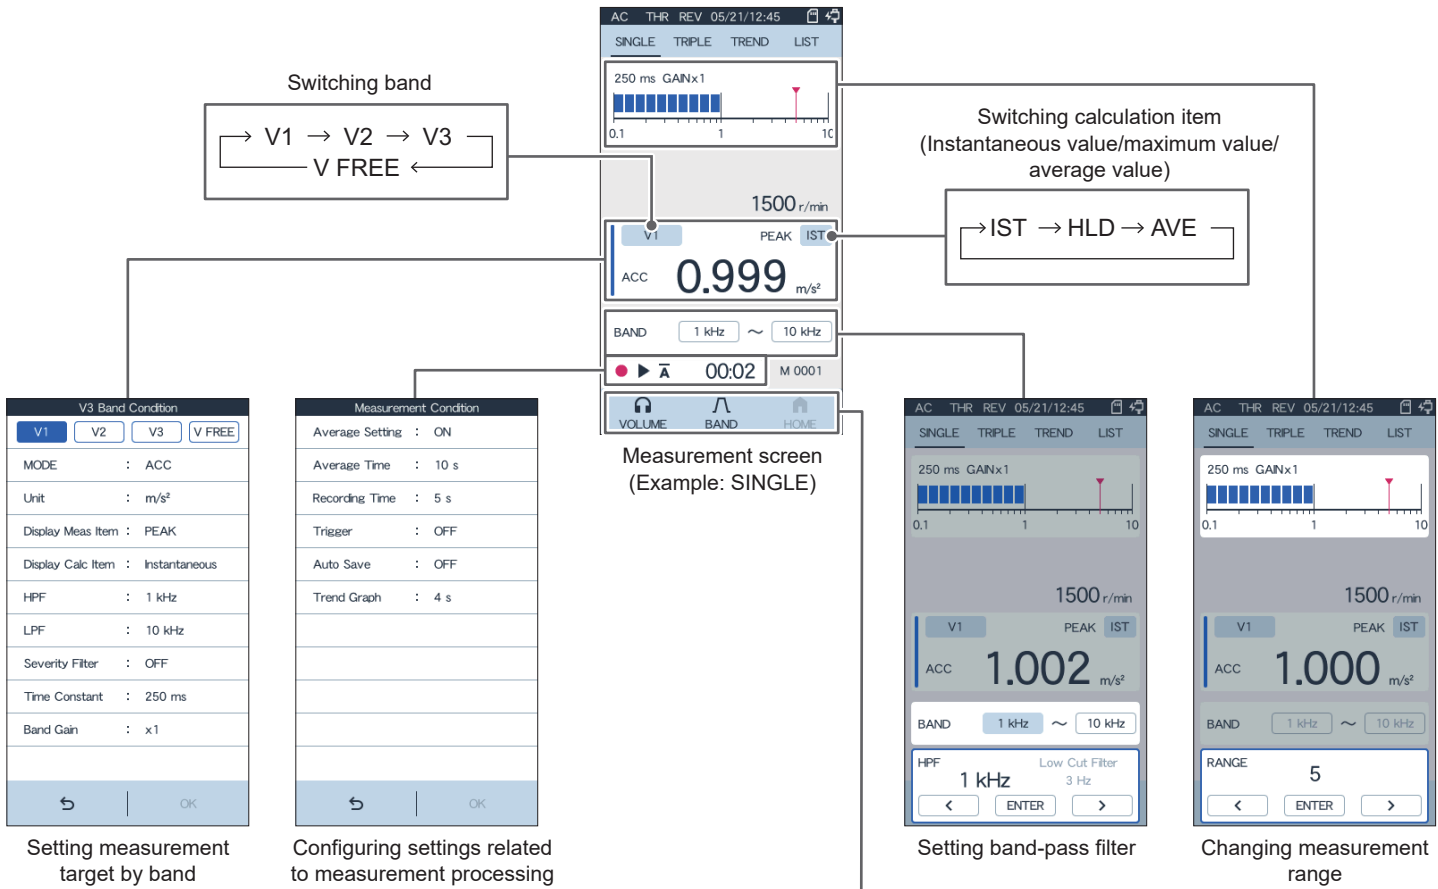 AC THR REV 05/21/12:45
SINGLE TRIPLE TREND LIST
250 ms GAIN×1
0.1 1 10
1500 r/min
V1 PEAK IST
ACC 0.999 m/s²
BAND 1 kHz ～ 10 kHz
A 00:02 M 0001
VOLUME BAND HOME
Measurement screen
(Example: SINGLE)
Switching band
→ V1 → V2 → V3
V FREE ←
Switching calculation item
(Instantaneous value/maximum value/
average value)
→ IST → HLD → AVE
V3 Band Condition
V1 V2 V3 V FREE
MODE : ACC
Unit : m/s²
Display Meas Item : PEAK
Display Calc Item : Instantaneous
HPF : 1 kHz
LPF : 10 kHz
Severity Filter : OFF
Time Constant : 250 ms
Band Gain : x1
OK
Setting measurement
target by band
Measurement Condition
Average Setting : ON
Average Time : 10 s
Recording Time : 5 s
Trigger : OFF
Auto Save : OFF
Trend Graph : 4 s
OK
Configuring settings related
to measurement processing
AC THR REV 05/21/12:45
SINGLE TRIPLE TREND LIST
250 ms GAIN×1
0.1 1 10
1500 r/min
V1 PEAK IST
ACC 1.002 m/s²
BAND 1 kHz ～ 10 kHz
HPF Low Cut Filter
1 kHz 3 Hz
< ENTER >
Setting band-pass filter
AC THR REV 05/21/12:45
SINGLE TRIPLE TREND LIST
250 ms GAIN×1
0.1 1 10
1500 r/min
V1 PEAK IST
ACC 1.000 m/s²
BAND 1 kHz ～ 10 kHz
RANGE
5
< ENTER >
Changing measurement
range